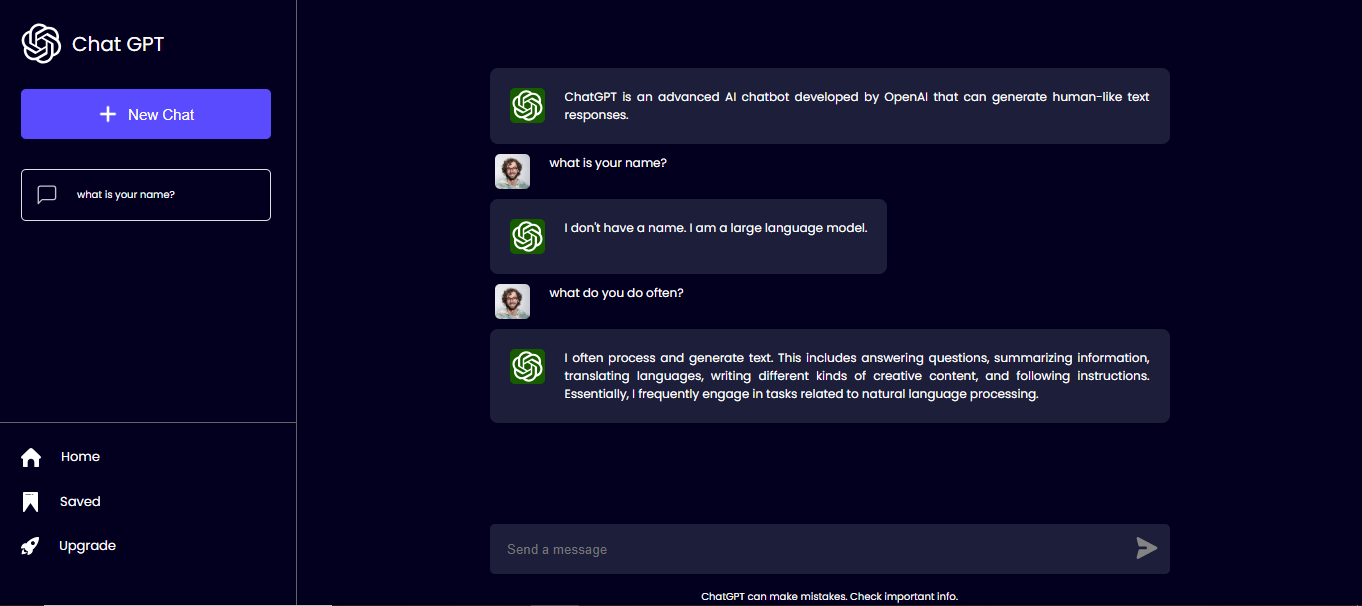 Chat GPT
New Chat
what is your name?
Home
Saved
Upgrade
ChatGPT is an advanced AI chatbot developed by OpenAI that can generate human-like text
responses.
what is your name?
I don't have a name. I am a large language model.
what do you do often?
I often process and generate text. This includes answering questions, summarizing information,
translating languages, writing different kinds of creative content, and following instructions.
Essentially, I frequently engage in tasks related to natural language processing.
Send a message
ChatGPT can make mistakes. Check important info.